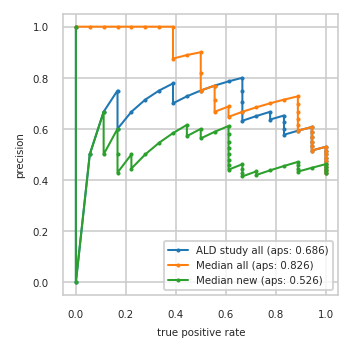 1.0
0.8
0.6
0.4
0.2
0.0
precision
ALD study all (aps: 0.686)
Median all (aps: 0.826)
Median new (aps: 0.526)
0.0 0.2 0.4 0.6 0.8 1.0
true positive rate